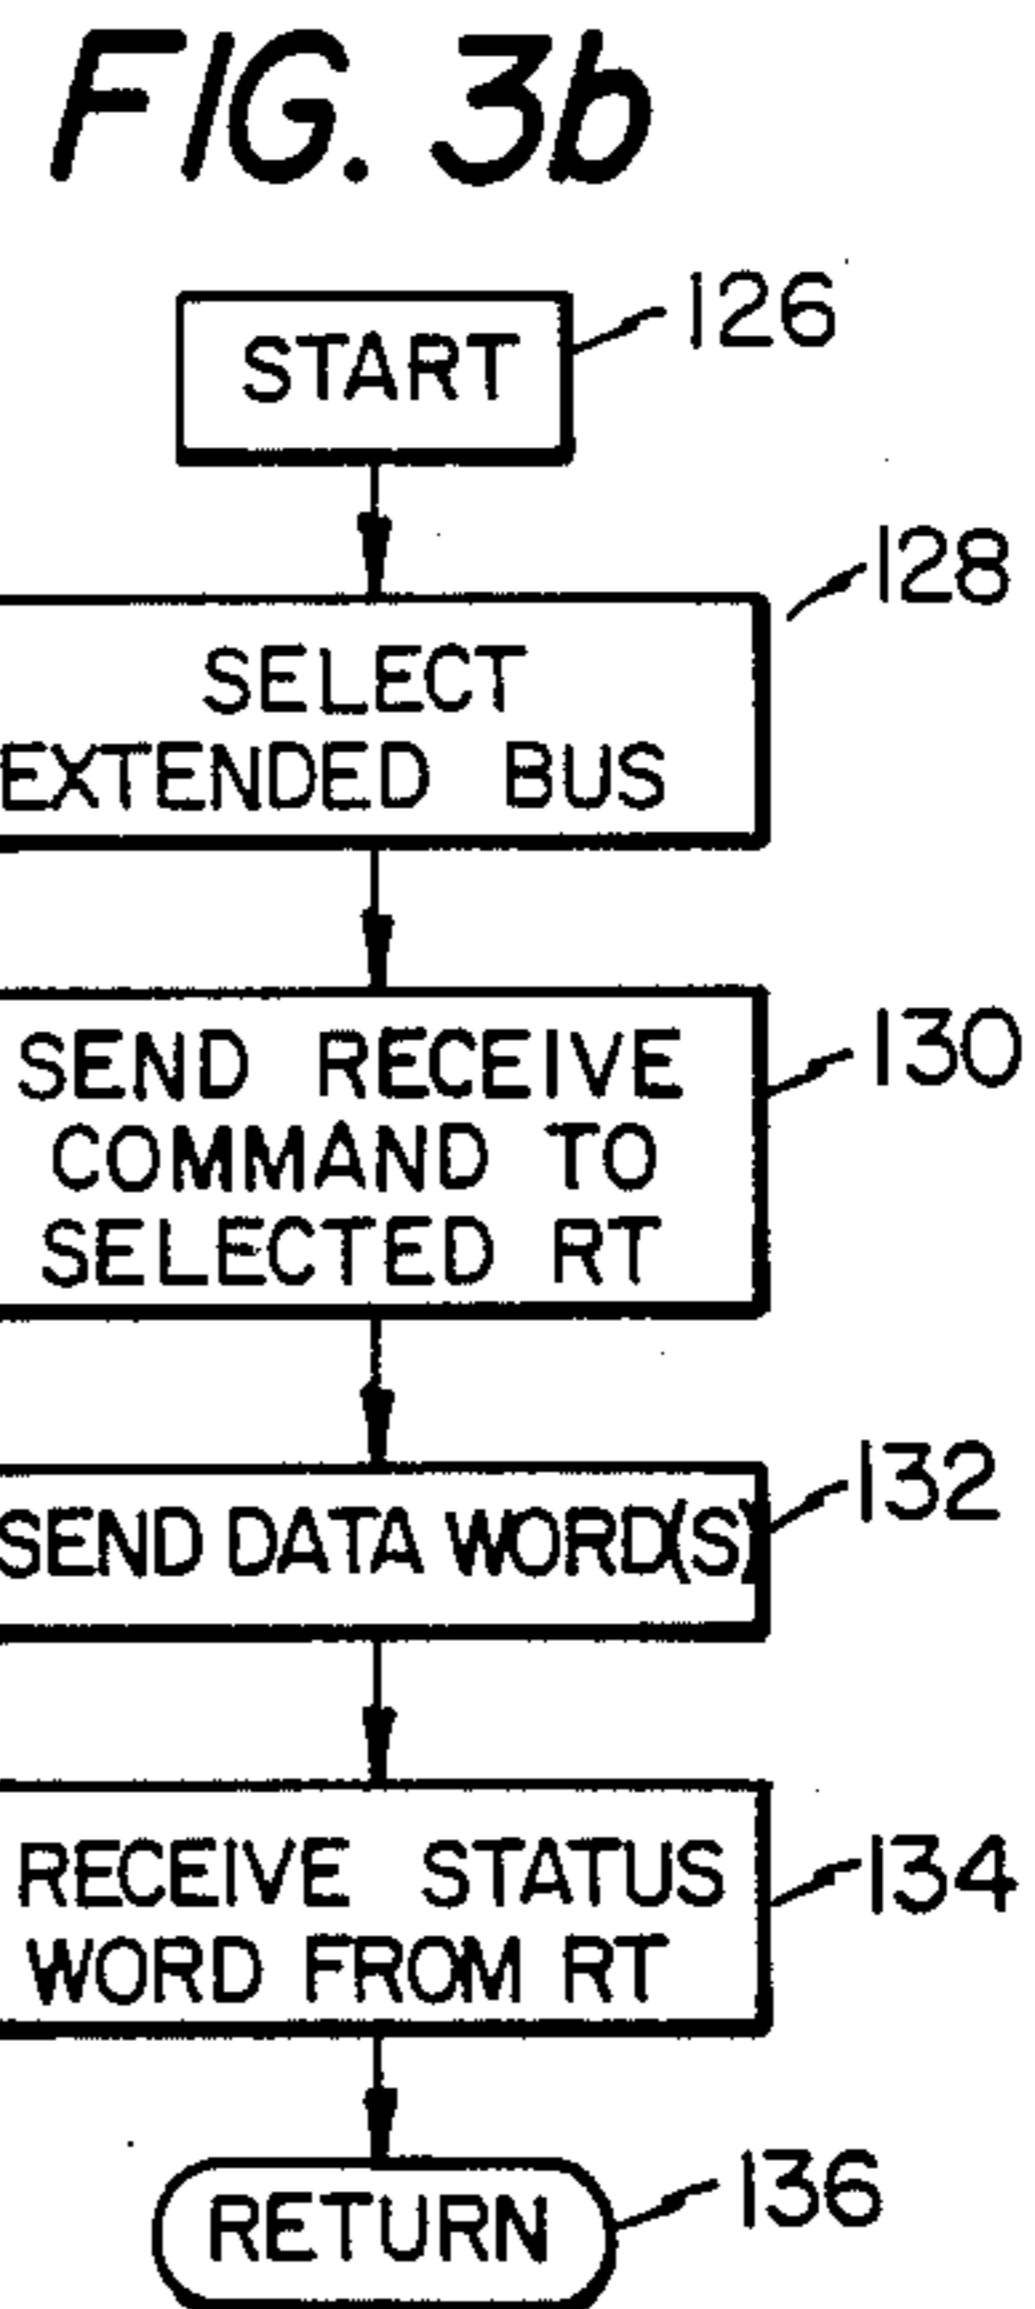 FIG. 3b
START
126
128
SELECT
EXTENDED BUS
130
SEND RECEIVE
COMMAND TO
SELECTED RT
132
SEND DATA WORD(S)
134
RECEIVE STATUS
WORD FROM RT
136
RETURN